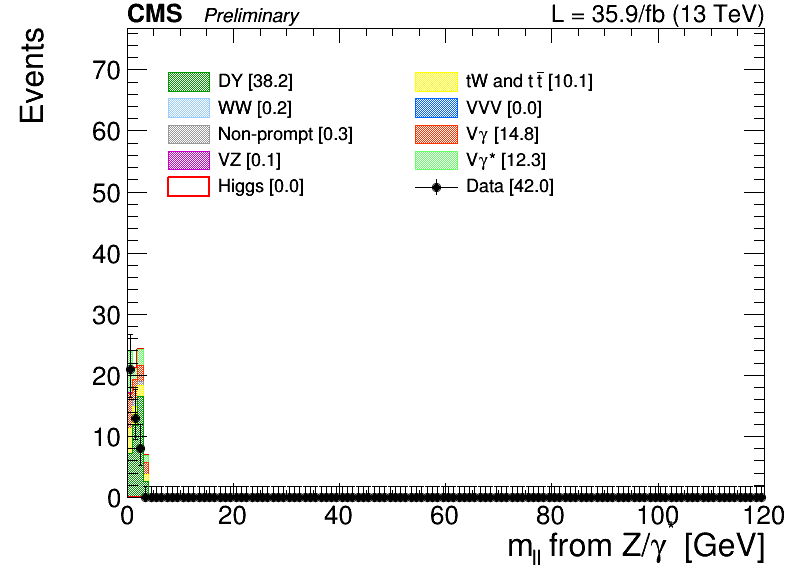 CMS Preliminary L = 35.9/fb (13 TeV)
Events
70
60
50
40
30
20
10
0
DY [38.2]
WW [0.2]
Non-prompt [0.3]
VZ [0.1]
Higgs [0.0]
tW and t t̄ [10.1]
VVV [0.0]
Vγ [14.8]
Vγ* [12.3]
Data [42.0]
0 20 40 60 80 100 120
m_ll from Z/γ* [GeV]